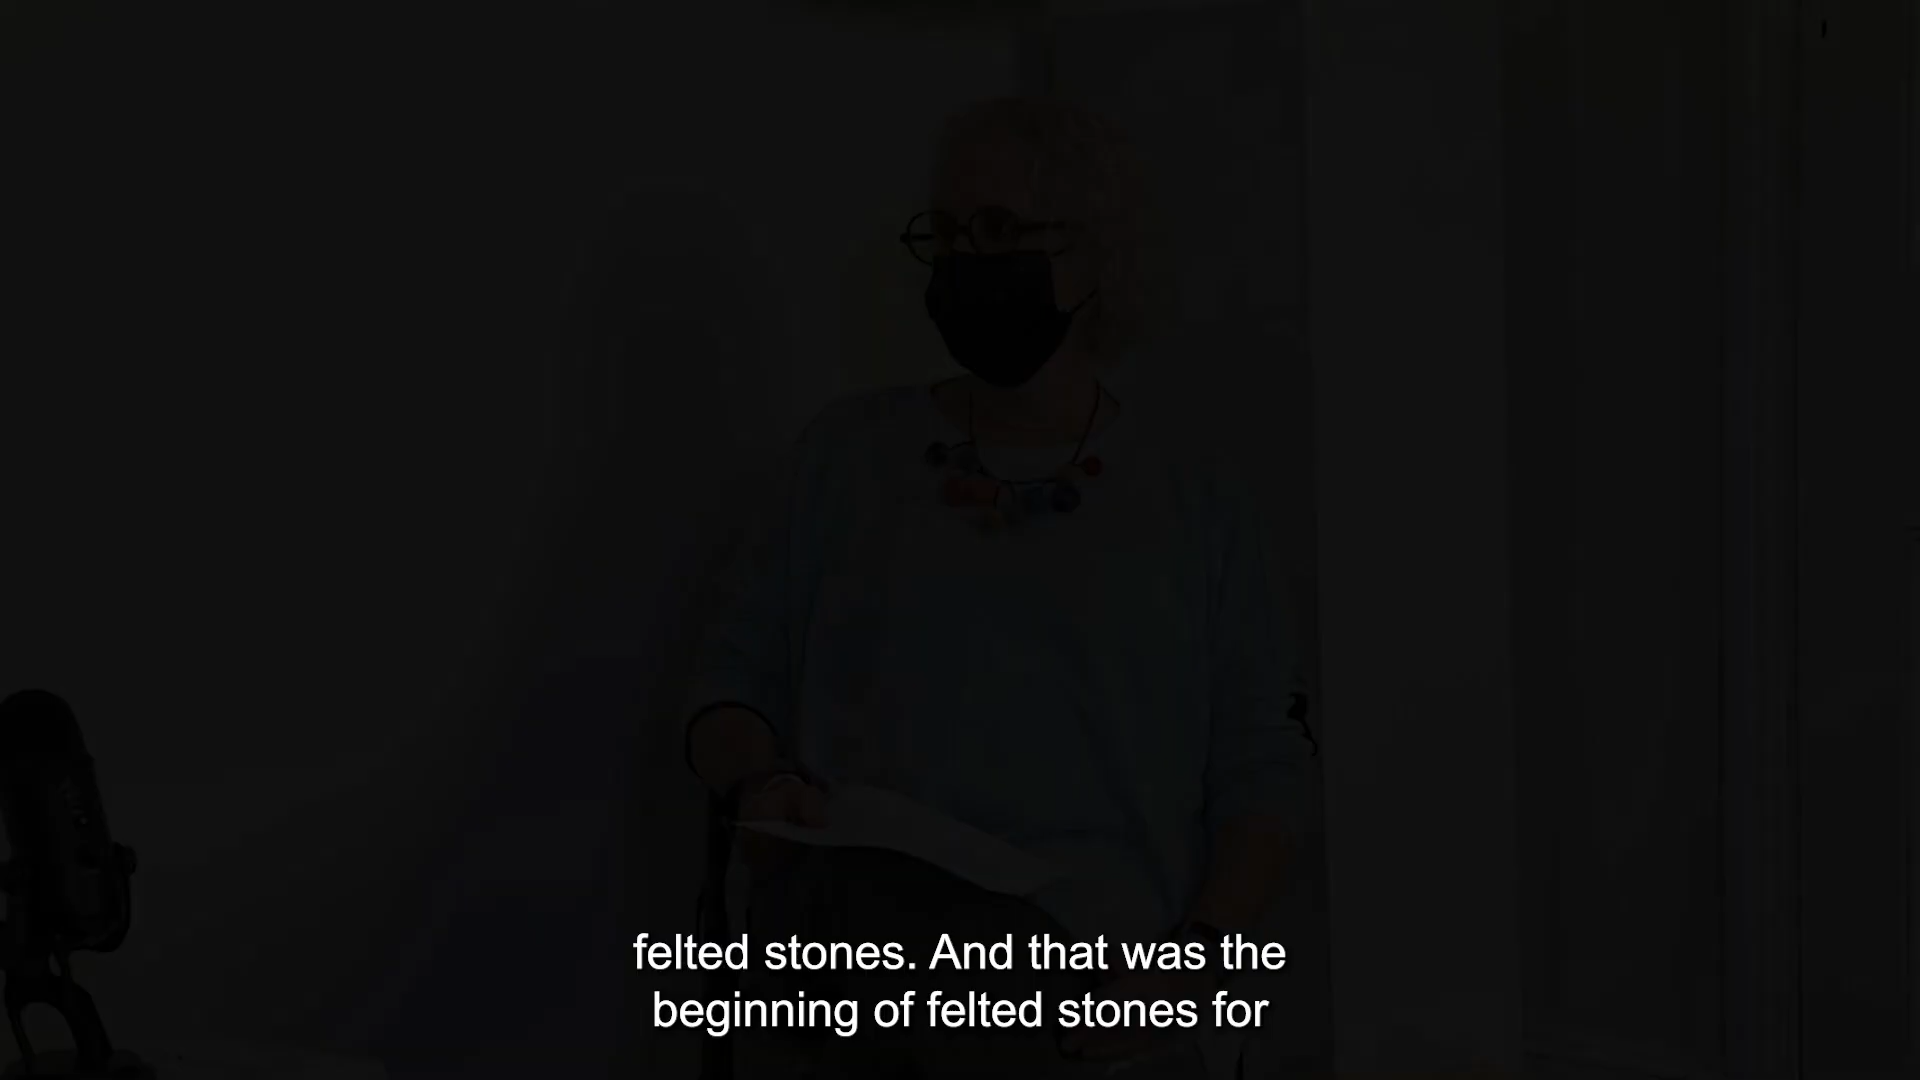 felted stones. And that was the
beginning of felted stones for